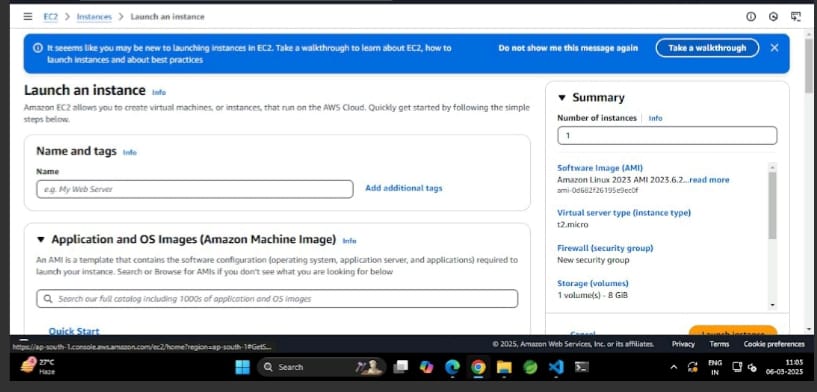 EC2 > Instances > Launch an instance
It seeems like you may be new to launching instances in EC2. Take a walkthrough to learn about EC2, how to
launch instances and about best practices
Do not show me this message again
Take a walkthrough
Launch an instance Info
Amazon EC2 allows you to create virtual machines, or instances, that run on the AWS Cloud. Quickly get started by following the simple
steps below.
Name and tags Info
Name
e.g. My Web Server
Add additional tags
Application and OS Images (Amazon Machine Image) Info
An AMI is a template that contains the software configuration (operating system, application server, and applications) required to
launch your instance. Search or Browse for AMIs if you don't see what you are looking for below
Search our full catalog including 1000s of application and OS images
Quick Start
Summary
Number of instances Info
1
Software Image (AMI)
Amazon Linux 2023 AMI 2023.6.2...read more
ami-0d682f26195e9ec0f
Virtual server type (instance type)
t2.micro
Firewall (security group)
New security group
Storage (volumes)
1 volume(s) - 8 GiB
Cancel
Launch instance
https://ap-south-1.console.aws.amazon.com/ec2/home?region=ap-south-1#GetS...
© 2025, Amazon Web Services, Inc. or its affiliates.
Privacy
Terms
Cookie preferences
27°C
Haze
Search
ENG
IN
11:05
06-03-2025